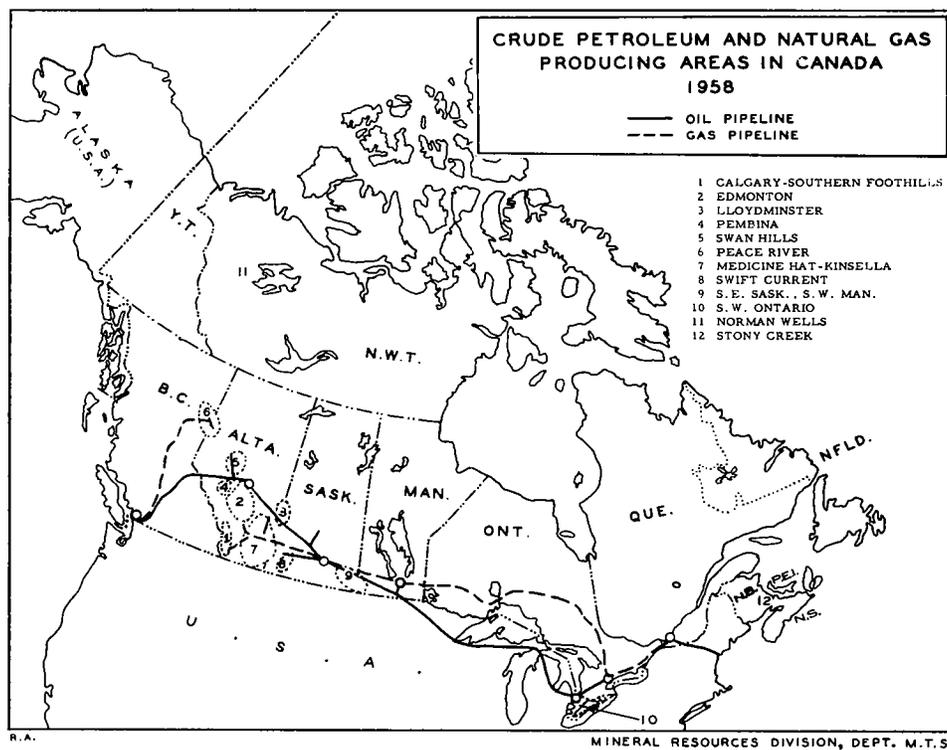 CRUDE PETROLEUM AND NATURAL GAS
PRODUCING AREAS IN CANADA
1958
OIL PIPELINE
GAS PIPELINE
1 CALGARY-SOUTHERN FOOTHILLS
2 EDMONTON
3 LLOYDMINSTER
4 PEMBINA
5 SWAN HILLS
6 PEACE RIVER
7 MEDICINE HAT-KINSELLA
8 SWIFT CURRENT
9 S.E. SASK., S.W. MAN.
10 S.W. ONTARIO
11 NORMAN WELLS
12 STONY CREEK
ALASKA
(U.S.A.)
Y.T.
11
N.W.T.
B.C.
6
ALTA.
5
4
2
SASK.
3
MAN.
ONT.
QUE.
NFLD.
1
7
8
9
N.B.
P.E.I.
12
N.S.
U. S. A.
10
R.A.
MINERAL RESOURCES DIVISION, DEPT. M.T.S